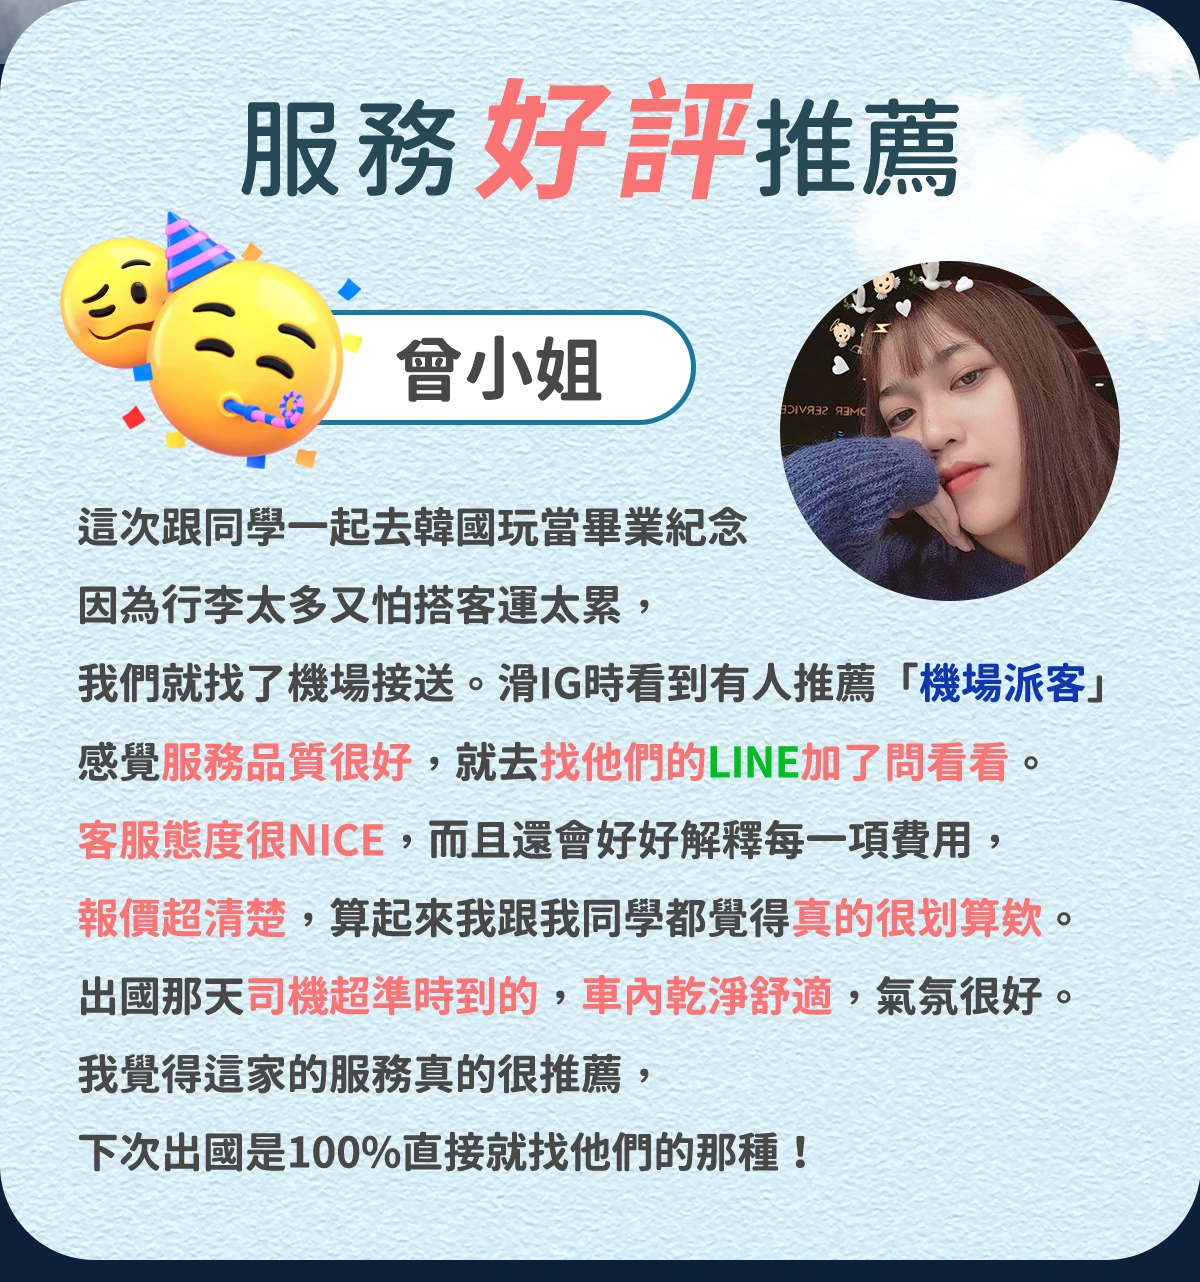 服務好評推薦
曾小姐
ƎƆIVЯƎƧ ЯƎMO
這次跟同學一起去韓國玩當畢業紀念
因為行李太多又怕搭客運太累，
我們就找了機場接送。滑IG時看到有人推薦「機場派客」
感覺服務品質很好，就去找他們的LINE加了問看看。
客服態度很NICE，而且還會好好解釋每一項費用，
報價超清楚，算起來我跟我同學都覺得真的很划算欸。
出國那天司機超準時到的，車內乾淨舒適，氣氛很好。
我覺得這家的服務真的很推薦，
下次出國是100%直接就找他們的那種！